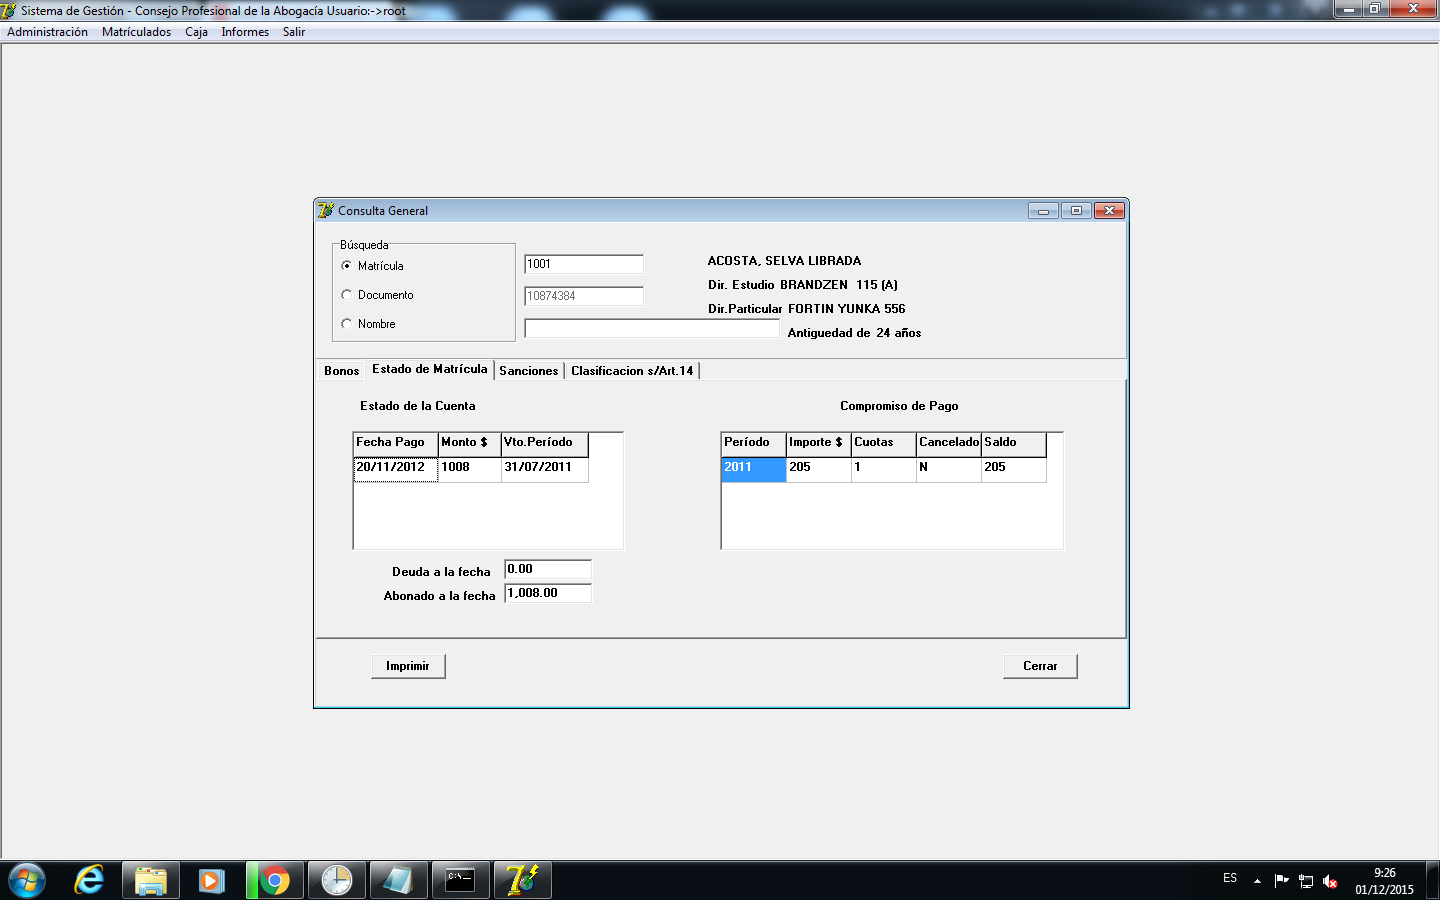 Sistema de Gestión - Consejo Profesional de la Abogacía Usuario:->root
Administración Matrículados Caja Informes Salir
Consulta General
Búsqueda
Matrícula 1001
Documento 10874384
Nombre
ACOSTA, SELVA LIBRADA
Dir. Estudio BRANDZEN 115 (A)
Dir.Particular FORTIN YUNKA 556
Antiguedad de 24 años
Bonos Estado de Matrícula Sanciones Clasificacion s/Art.14
Estado de la Cuenta
Fecha Pago Monto $ Vto.Período
20/11/2012 1008 31/07/2011
Deuda a la fecha 0.00
Abonado a la fecha 1,008.00
Compromiso de Pago
Período Importe $ Cuotas Cancelado Saldo
2011 205 1 N 205
Imprimir Cerrar
C:\_
ES
9:26
01/12/2015